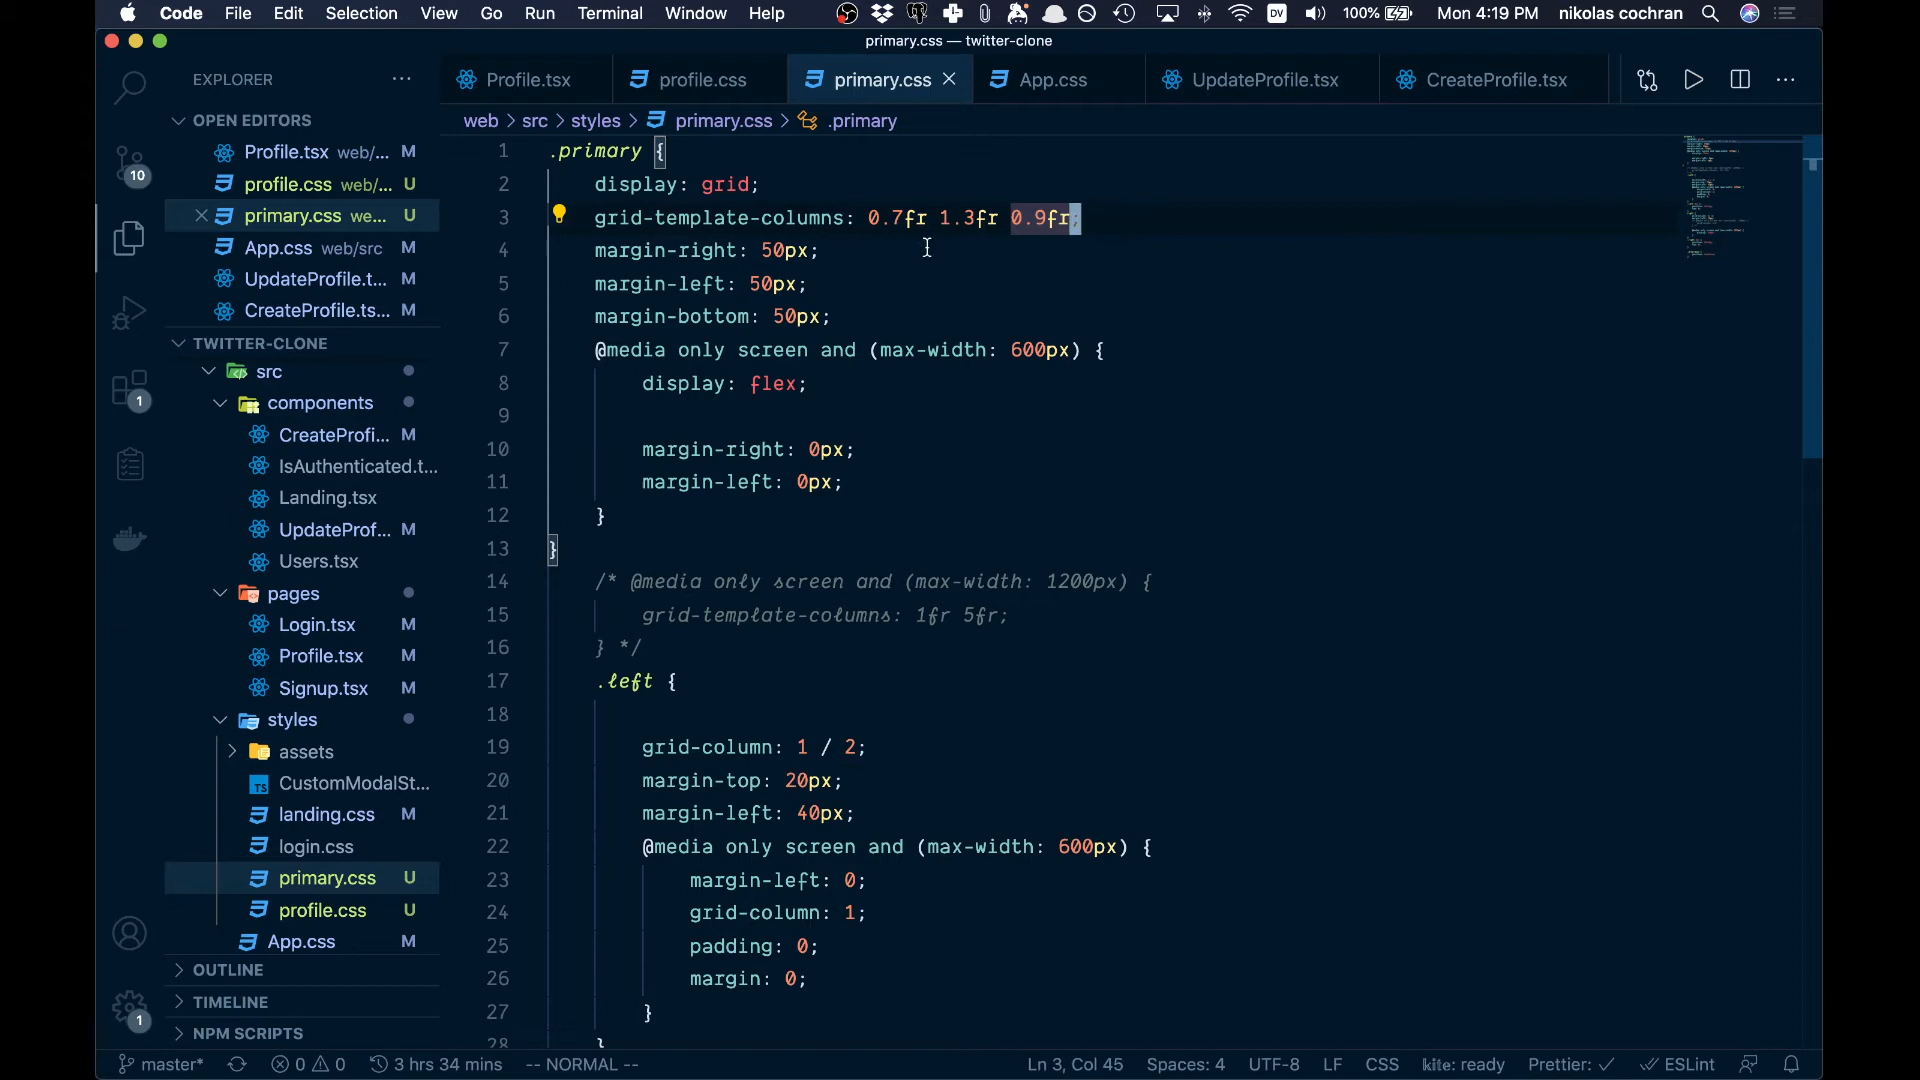 Code File Edit Selection View Go Run Terminal Window Help DV 100% Mon 4:19 PM nikolas cochran
primary.css — twitter-clone
EXPLORER ...
Profile.tsx profile.css primary.css App.css UpdateProfile.tsx CreateProfile.tsx ...
web > src > styles > primary.css > .primary
OPEN EDITORS
Profile.tsx web/... M
profile.css web/... U
primary.css we... U
App.css web/src
UpdateProfile.t... M
CreateProfile.ts... M
TWITTER-CLONE
src
components
CreateProfi... M
IsAuthenticated.t...
Landing.tsx
UpdateProf... M
Users.tsx
pages
Login.tsx M
Profile.tsx M
Signup.tsx M
styles
assets
TS CustomModalSt...
landing.css M
login.css
primary.css U
profile.css U
App.css M
OUTLINE
TIMELINE
NPM SCRIPTS
10
1
1
1 .primary {
2 display: grid;
3 grid-template-columns: 0.7fr 1.3fr 0.9fr;
4 margin-right: 50px;
5 margin-left: 50px;
6 margin-bottom: 50px;
7 @media only screen and (max-width: 600px) {
8 display: flex;
9
10 margin-right: 0px;
11 margin-left: 0px;
12 }
13 }
14 /* @media only screen and (max-width: 1200px) {
15 grid-template-columns: 1fr 5fr;
16 } */
17 .left {
18
19 grid-column: 1 / 2;
20 margin-top: 20px;
21 margin-left: 40px;
22 @media only screen and (max-width: 600px) {
23 margin-left: 0;
24 grid-column: 1;
25 padding: 0;
26 margin: 0;
27 }
28 }
master* 0 0 3 hrs 34 mins -- NORMAL -- Ln 3, Col 45 Spaces: 4 UTF-8 LF CSS kite: ready Prettier: ✓ ESLint